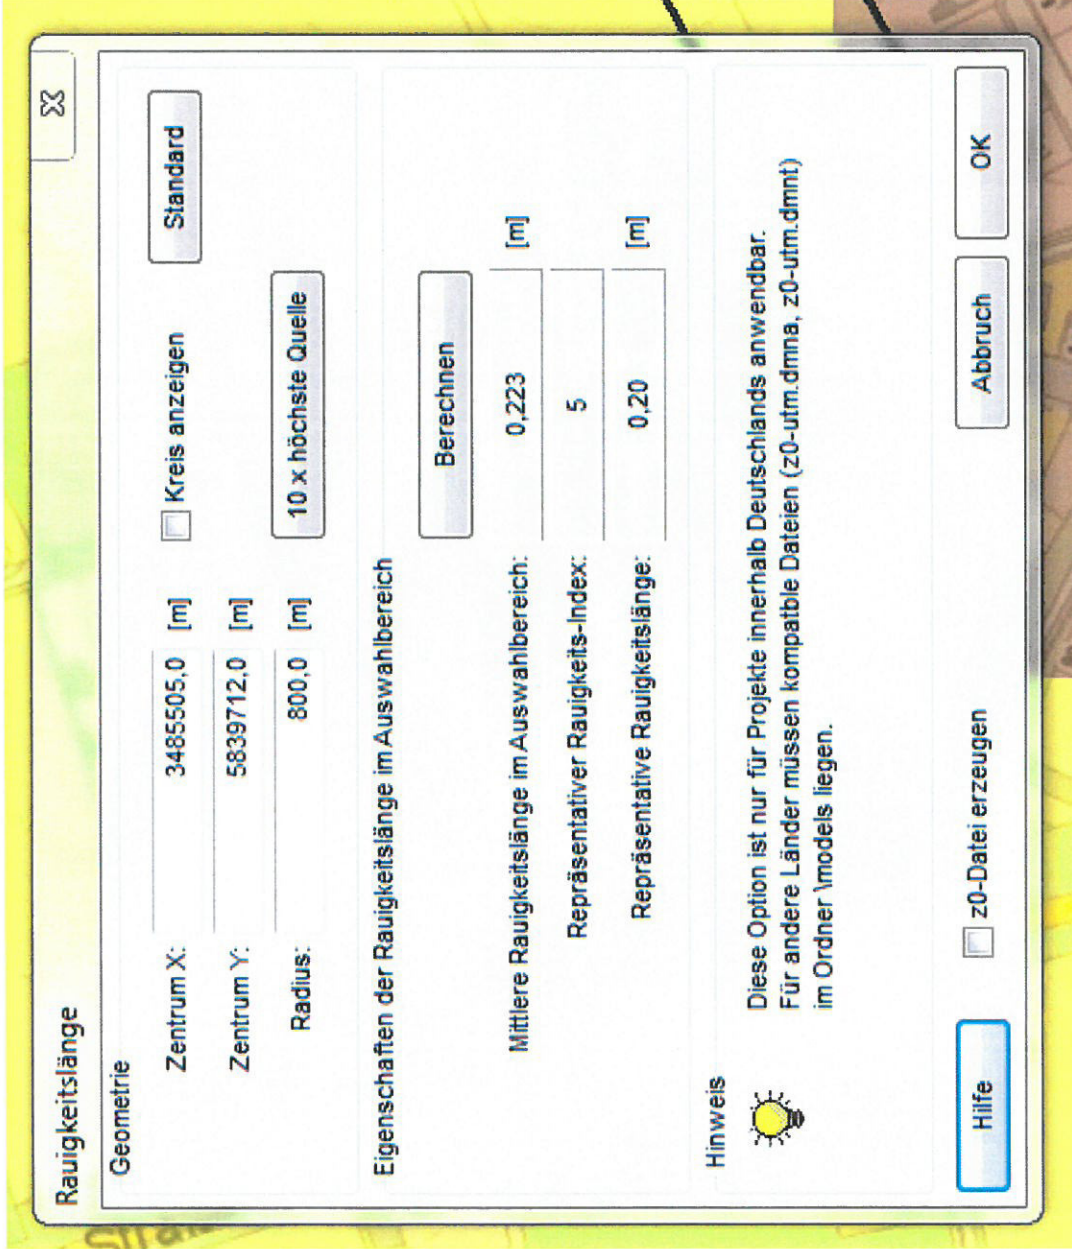 Rauigkeitslänge
Geometrie
Zentrum X: 3485505,0 [m] Kreis anzeigen Standard
Zentrum Y: 5839712,0 [m]
Radius: 800,0 [m] 10 x höchste Quelle
Eigenschaften der Rauigkeitslänge im Auswahlbereich
Berechnen
Mittlere Rauigkeitslänge im Auswahlbereich: 0,223 [m]
Repräsentativer Rauigkeits-Index: 5
Repräsentative Rauigkeitslänge: 0,20 [m]
Hinweis
Diese Option ist nur für Projekte innerhalb Deutschlands anwendbar.
Für andere Länder müssen kompatble Dateien (z0-utm.dmna, z0-utm.dmnt)
im Ordner \models liegen.
Hilfe z0-Datei erzeugen Abbruch OK